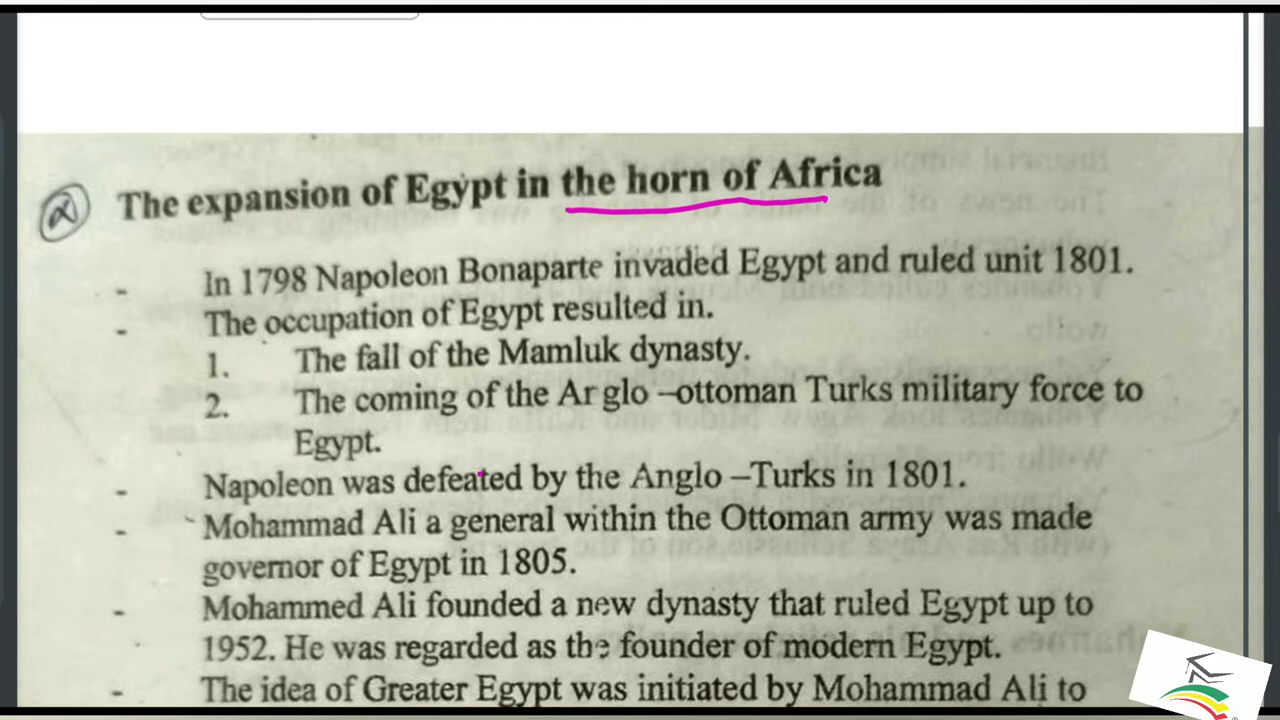 The expansion of Egypt in the horn of Africa
- In 1798 Napoleon Bonaparte invaded Egypt and ruled unit 1801.
- The occupation of Egypt resulted in.
1. The fall of the Mamluk dynasty.
2. The coming of the Ar glo –ottoman Turks military force to
Egypt.
- Napoleon was defeated by the Anglo –Turks in 1801.
- Mohammad Ali a general within the Ottoman army was made
governor of Egypt in 1805.
- Mohammed Ali founded a new dynasty that ruled Egypt up to
1952. He was regarded as the founder of modern Egypt.
- The idea of Greater Egypt was initiated by Mohammad Ali to